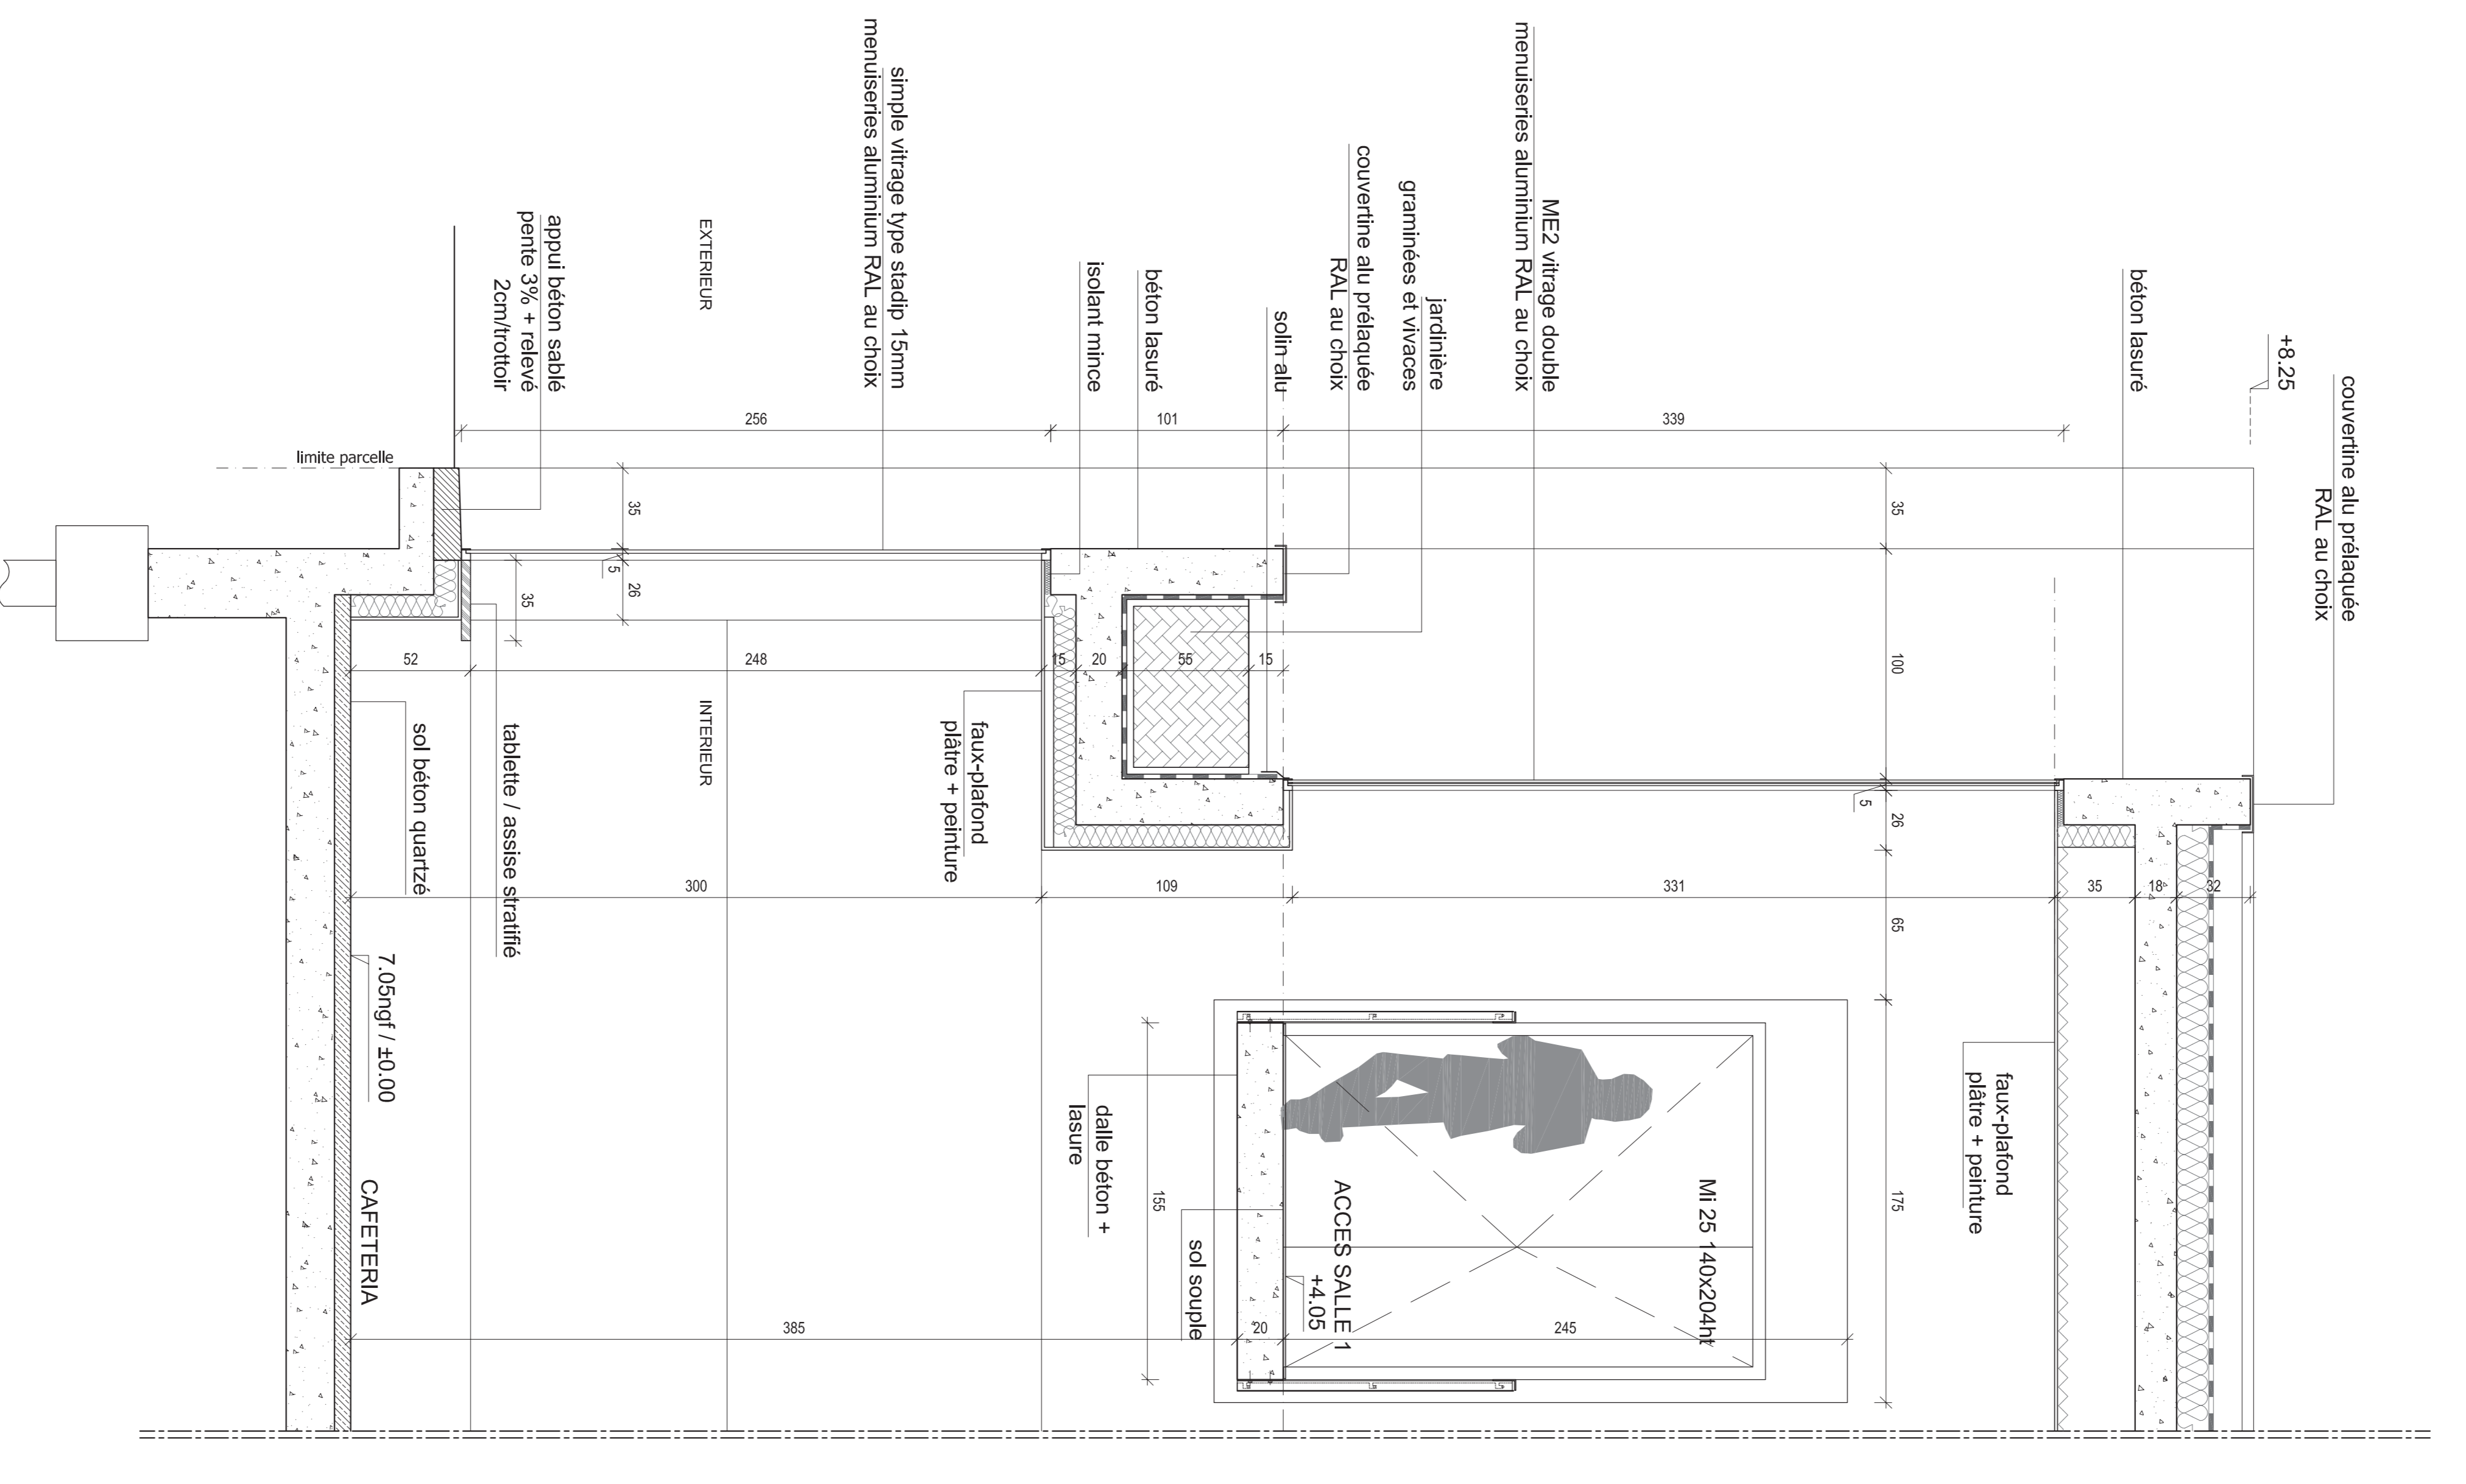 couvertine alu prélaquée
RAL au choix
+8.25
béton lasuré
ME2 vitrage double
menuiseries aluminium RAL au choix
jardinière
graminées et vivaces
couvertine alu prélaquée
RAL au choix
solin alu
béton lasuré
isolant mince
simple vitrage type stadip 15mm
menuiseries aluminium RAL au choix
EXTERIEUR
appui béton sablé
pente 3% + relevé
2cm/trottoir
limite parcelle
339
101
256
35
100
5
26
65
175
35
5
26
35
52
248
15
20
55
15
INTERIEUR
faux-plafond
plâtre + peinture
tablette / assise stratifié
sol béton quartzé
300
109
331
35
18
32
7.05ngf / ±0.00
CAFETERIA
faux-plafond
plâtre + peinture
Mi 25 140x204ht
ACCES SALLE 1
+4.05
sol souple
dalle béton +
lasure
155
385
20
245